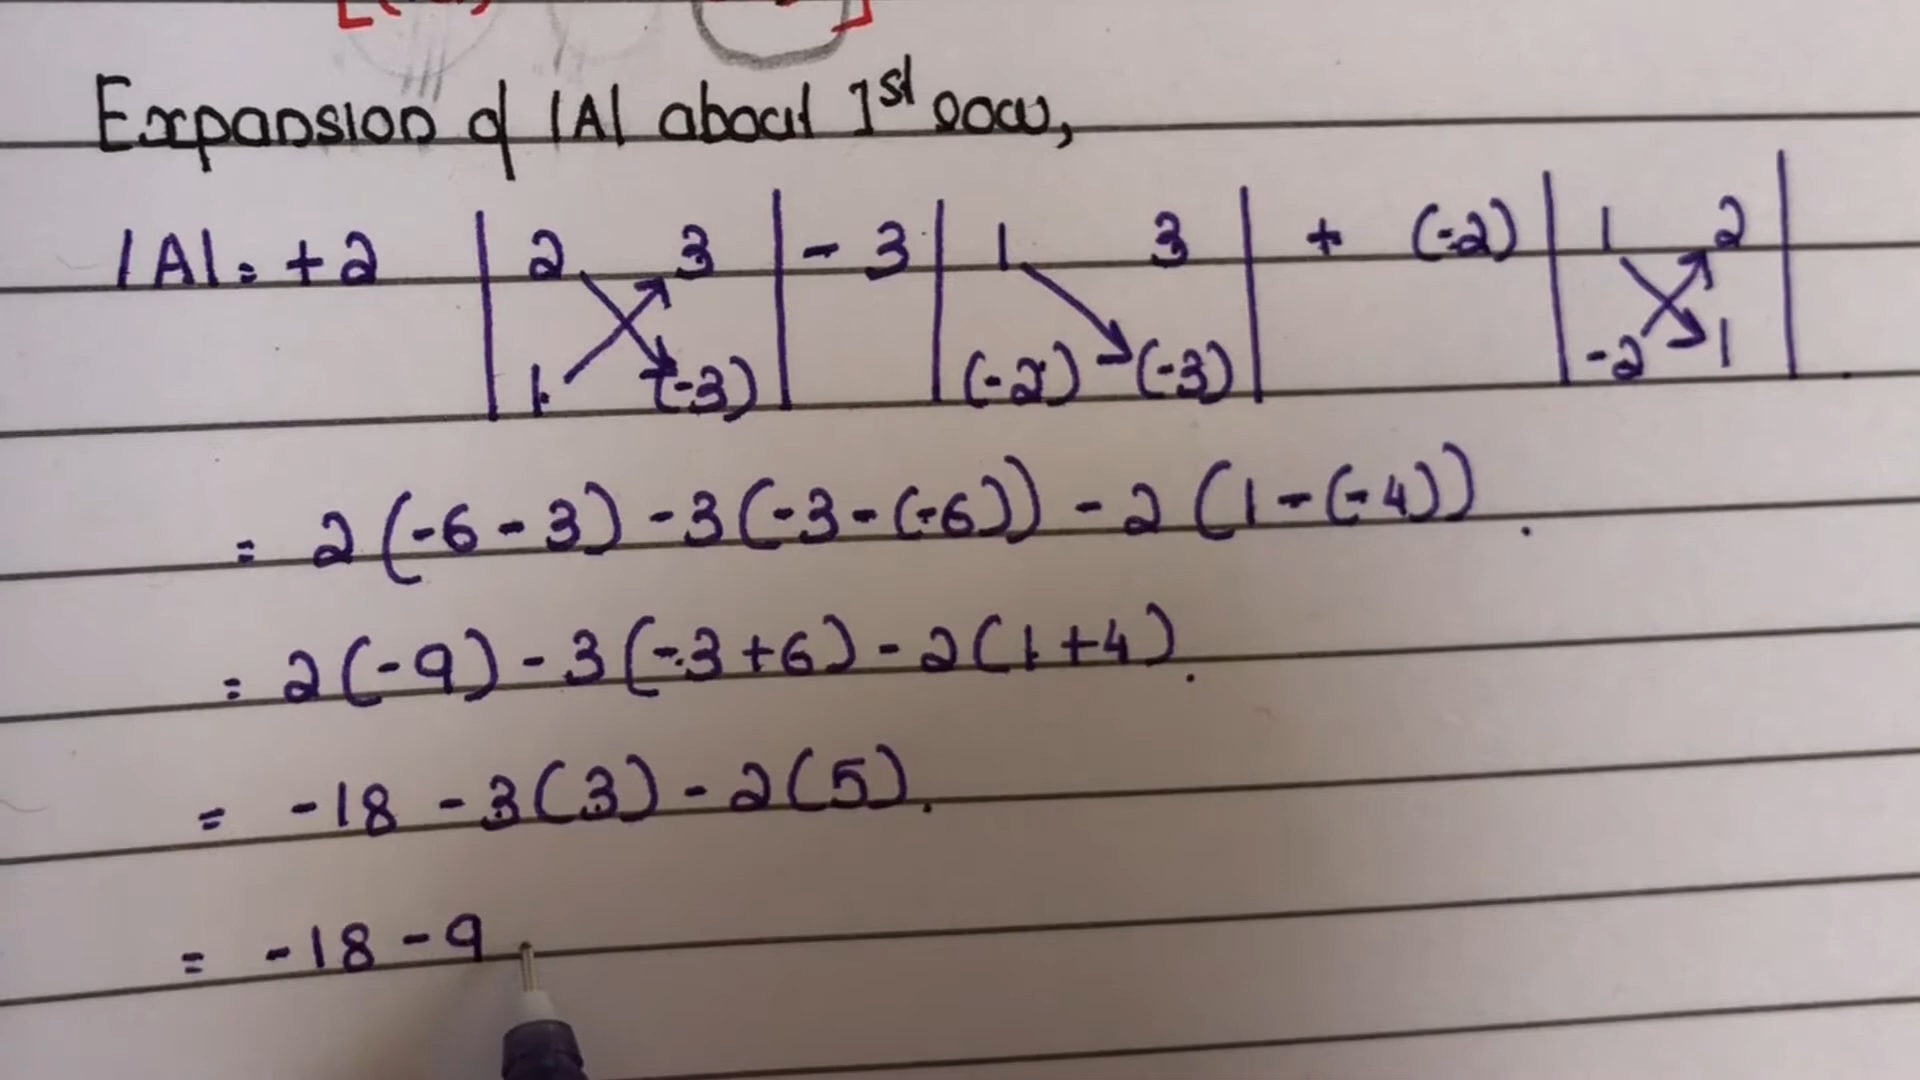 Expansion of |A| about 1st row,
|A| = +2 | 2 3 | - 3 | 1 3 | + (-2) | 1 2 |
| 1 (-3) | | (-2) (-3) | | -2 1 |
= 2 (-6 - 3) - 3 (-3 - (-6)) - 2 (1 - (-4)).
= 2 (-9) - 3 (-3 + 6) - 2 (1 + 4).
= -18 - 3 (3) - 2 (5).
= -18 - 9